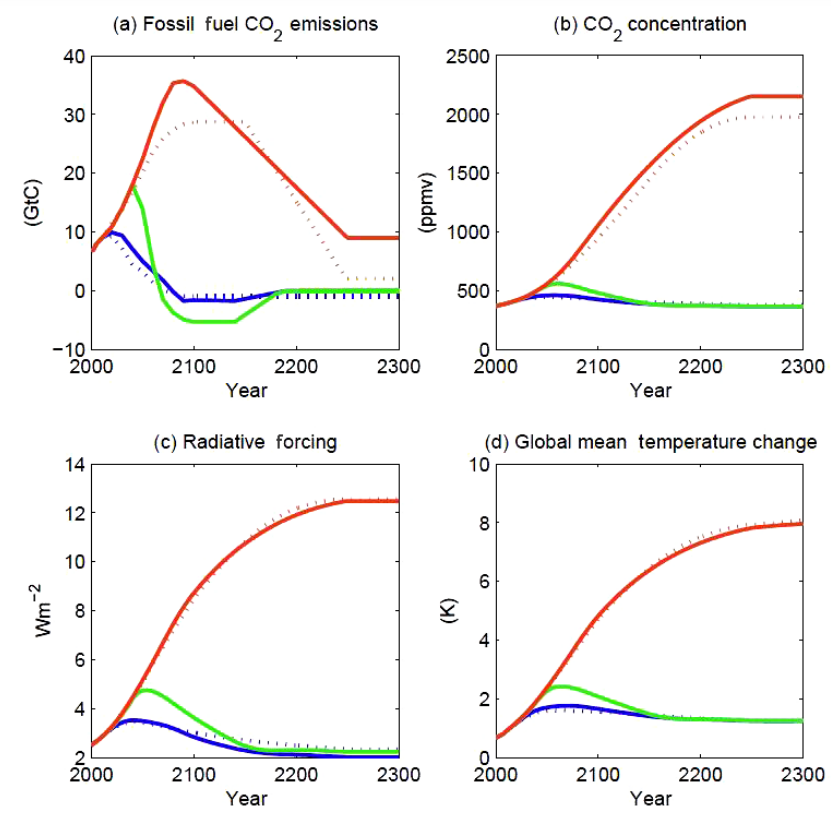 (a) Fossil fuel CO2 emissions
40
30
20
10
0
−10
(GtC)
2000 2100 2200 2300
Year
(b) CO2 concentration
2500
2000
1500
1000
500
0
(ppmv)
2000 2100 2200 2300
Year
(c) Radiative forcing
14
12
10
8
6
4
2
Wm−2
2000 2100 2200 2300
Year
(d) Global mean temperature change
10
8
6
4
2
0
(K)
2000 2100 2200 2300
Year